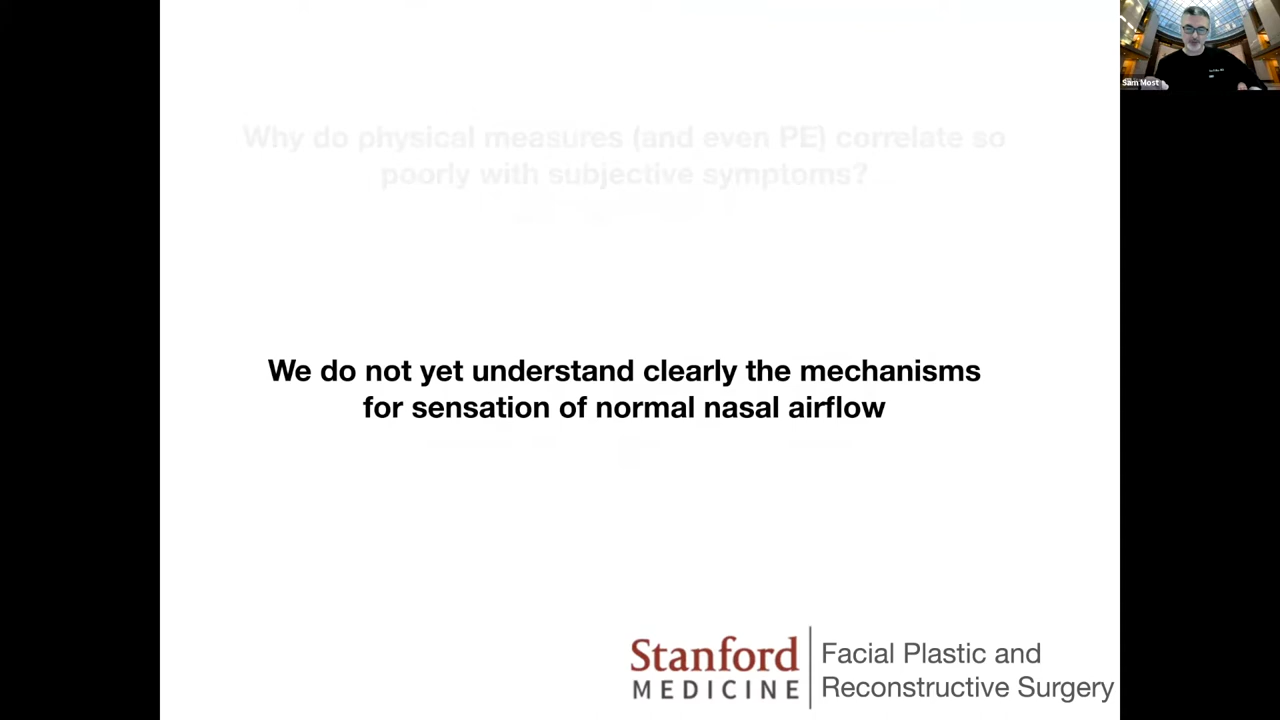 Sam Most
Why do physical measures (and even PE) correlate so
poorly with subjective symptoms?
We do not yet understand clearly the mechanisms
for sensation of normal nasal airflow
Stanford
MEDICINE
Facial Plastic and
Reconstructive Surgery